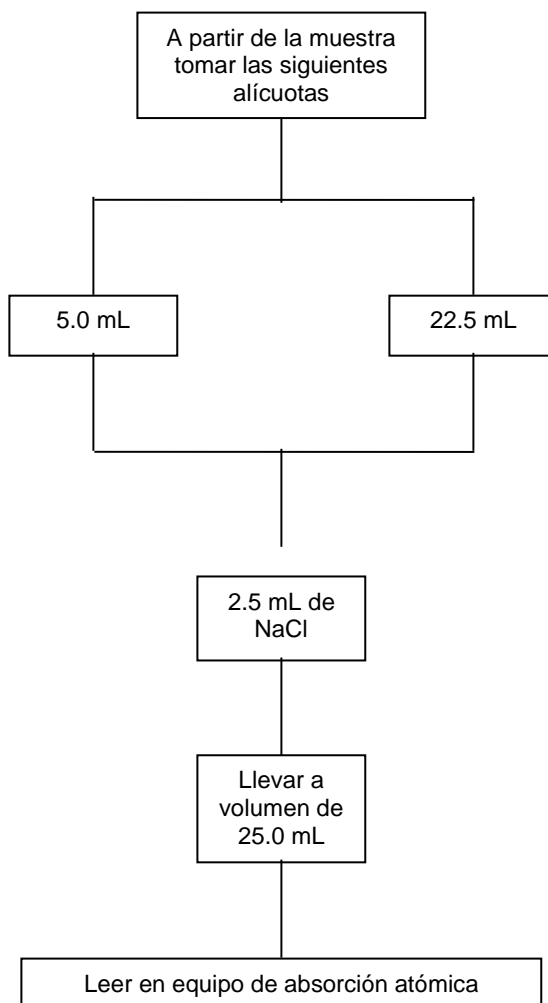 A partir de la muestra
tomar las siguientes
alícuotas
5.0 mL
22.5 mL
2.5 mL de
NaCl
Llevar a
volumen de
25.0 mL
Leer en equipo de absorción atómica